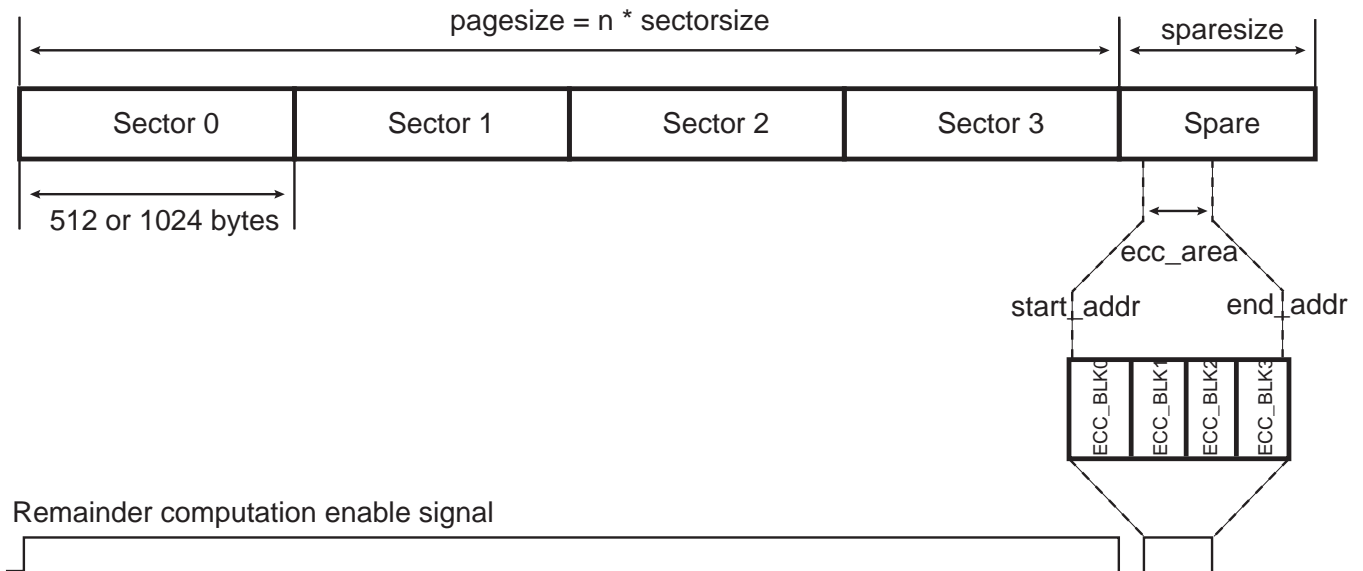 pagesize = n * sectorsize
sparesize
Sector 0
Sector 1
Sector 2
Sector 3
Spare
512 or 1024 bytes
ecc_area
start_addr
end_addr
ECC_BLK0
ECC_BLK1
ECC_BLK2
ECC_BLK3
Remainder computation enable signal